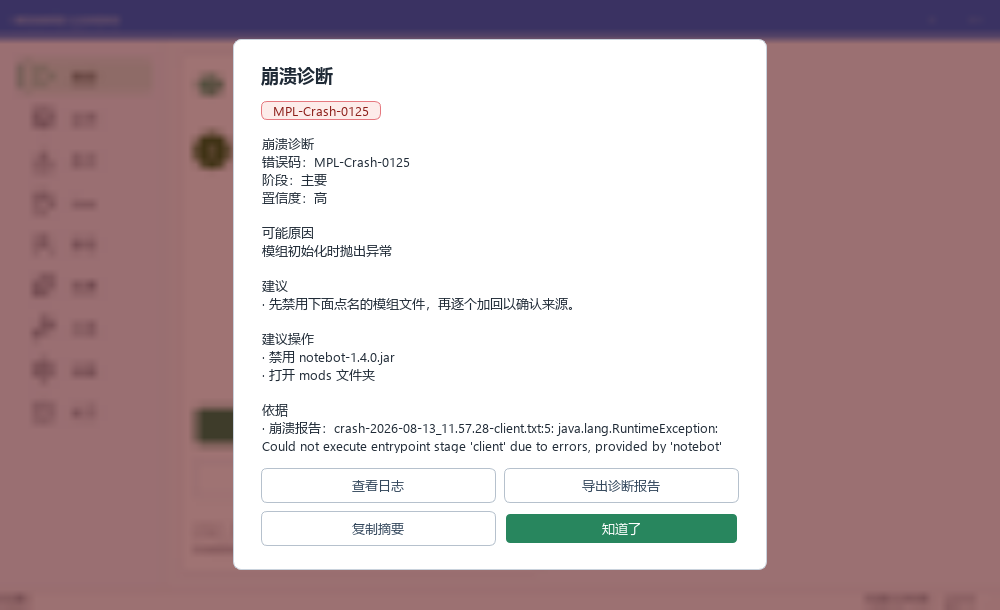 崩溃诊断
MPL-Crash-0125
崩溃诊断
错误码：MPL-Crash-0125
阶段：主要
置信度：高
可能原因
模组初始化时抛出异常
建议
· 先禁用下面点名的模组文件，再逐个加回以确认来源。
建议操作
· 禁用 notebot-1.4.0.jar
· 打开 mods 文件夹
依据
· 崩溃报告：crash-2026-08-13_11.57.28-client.txt:5: java.lang.RuntimeException:
Could not execute entrypoint stage 'client' due to errors, provided by 'notebot'
查看日志
导出诊断报告
复制摘要
知道了